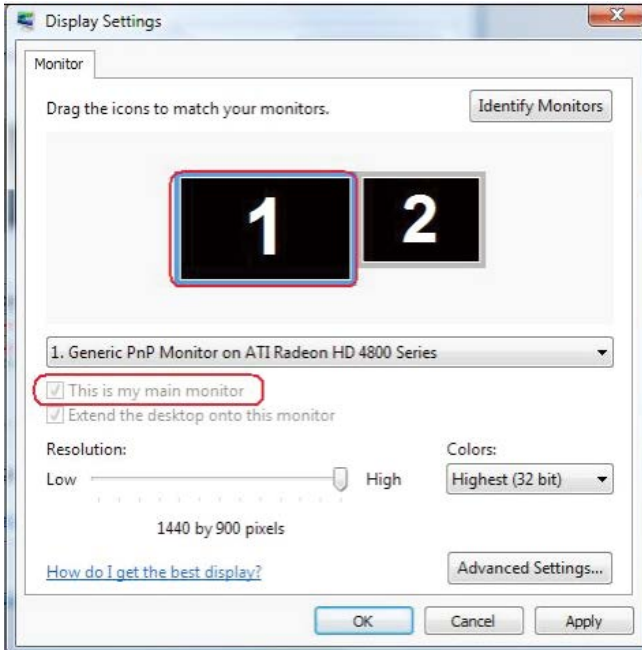 Display Settings
Monitor
Drag the icons to match your monitors.
Identify Monitors
1
2
1. Generic PnP Monitor on ATI Radeon HD 4800 Series
This is my main monitor
Extend the desktop onto this monitor
Resolution:
Colors:
Low High
Highest (32 bit)
1440 by 900 pixels
How do I get the best display?
Advanced Settings...
OK Cancel Apply